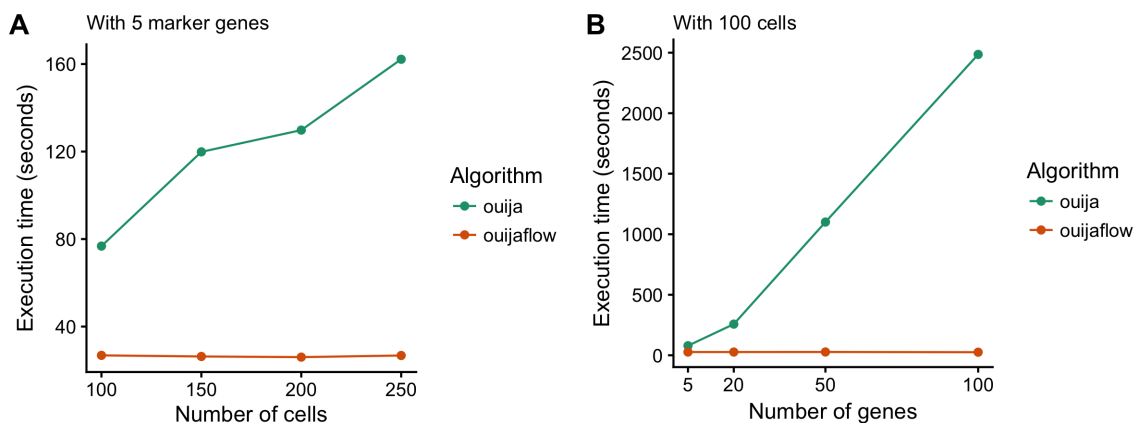 A
With 5 marker genes
160
120
80
40
Execution time (seconds)
100 150 200 250
Number of cells
Algorithm
ouija
ouijaflow
B
With 100 cells
2500
2000
1500
1000
500
0
Execution time (seconds)
5 20 50 100
Number of genes
Algorithm
ouija
ouijaflow